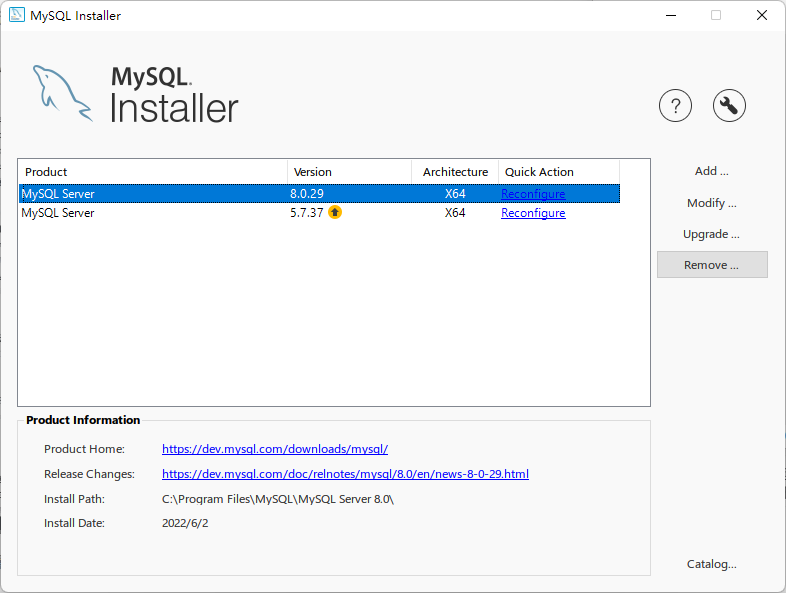 MySQL Installer
MySQL.
Installer
?
Product Version Architecture Quick Action
MySQL Server 8.0.29 X64 Reconfigure
MySQL Server 5.7.37 X64 Reconfigure
Add ...
Modify ...
Upgrade ...
Remove ...
Product Information
Product Home: https://dev.mysql.com/downloads/mysql/
Release Changes: https://dev.mysql.com/doc/relnotes/mysql/8.0/en/news-8-0-29.html
Install Path: C:\Program Files\MySQL\MySQL Server 8.0\
Install Date: 2022/6/2
Catalog...